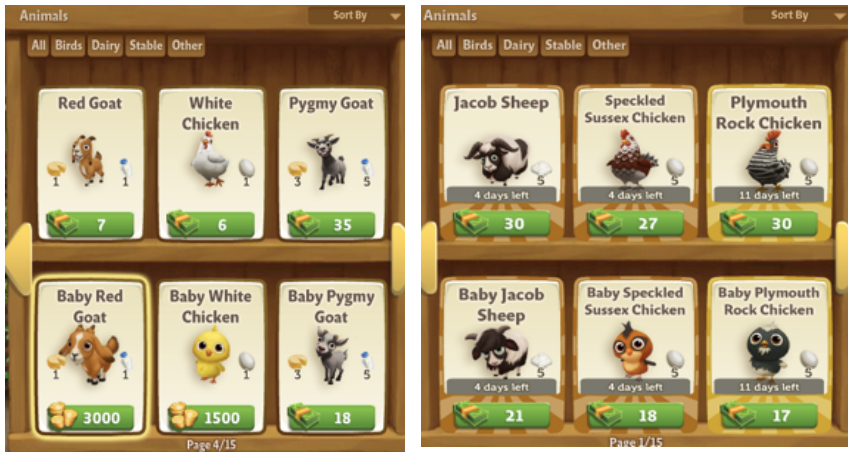 Animals
Sort By
All Birds Dairy Stable Other
Red Goat
1 1
7
White
Chicken
1
6
Pygmy Goat
3 5
35
Baby Red
Goat
1 1
3000
Baby White
Chicken
1
1500
Baby Pygmy
Goat
3 5
18
Page 4/15
Animals
Sort By
All Birds Dairy Stable Other
Jacob Sheep
5
4 days left
30
Speckled
Sussex Chicken
5
4 days left
27
Plymouth
Rock Chicken
5
11 days left
30
Baby Jacob
Sheep
5
4 days left
21
Baby Speckled
Sussex Chicken
5
4 days left
18
Baby Plymouth
Rock Chicken
5
11 days left
17
Page 1/15